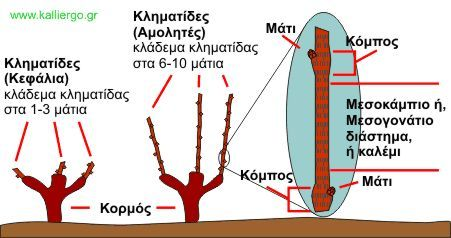 www.kalliergo.gr
Κληματίδες
(Κεφάλια)
κλάδεμα κληματίδας
στα 1-3 μάτια
Κληματίδες
(Αμολητές)
κλάδεμα κληματίδας
στα 6-10 μάτια
Μάτι
Κόμπος
Μεσοκάμπιο ή,
Μεσογονάτιο
διάστημα,
ή καλέμι
Κόμπος
Μάτι
Κορμός